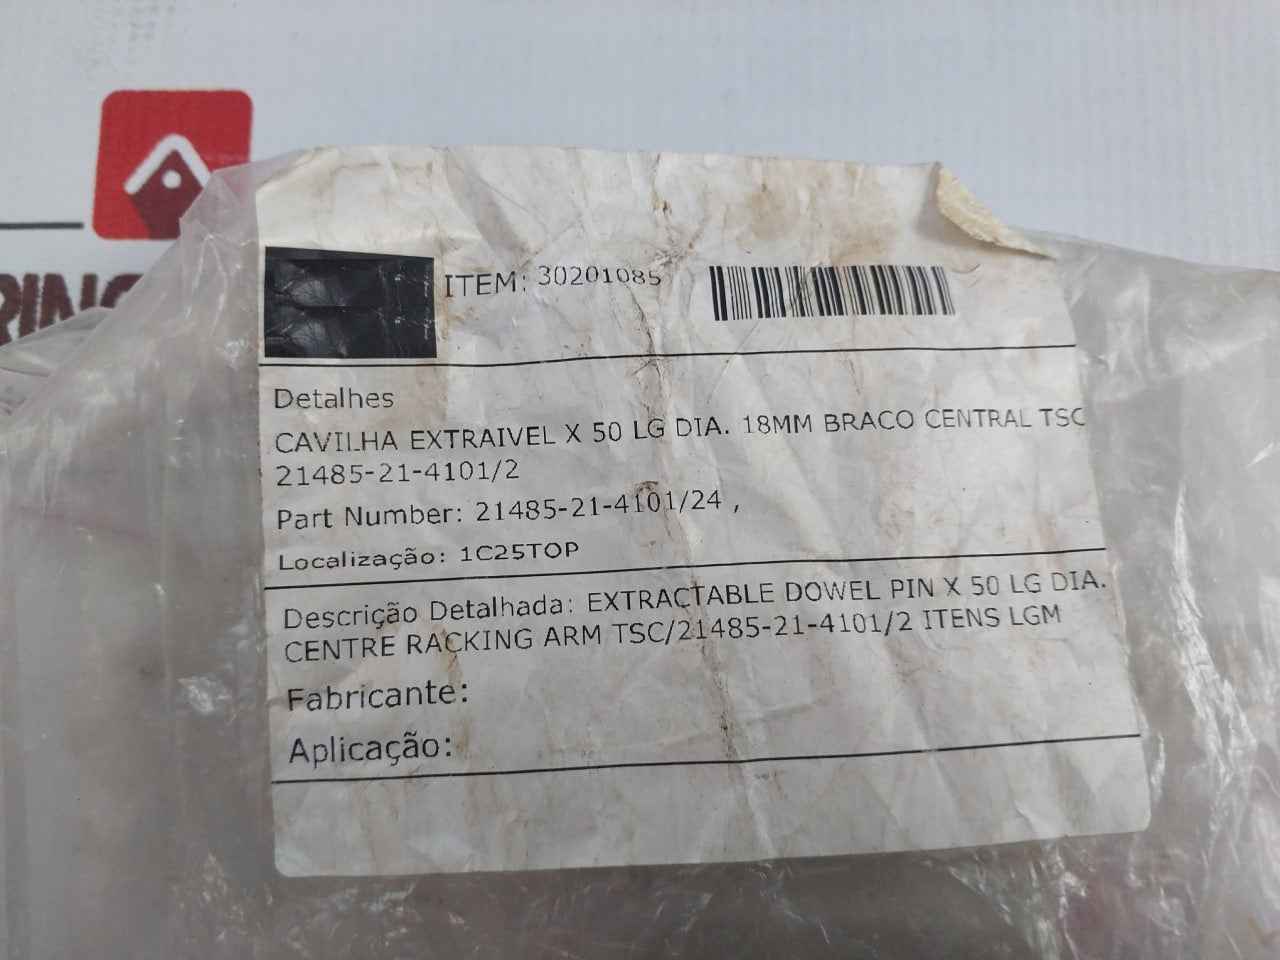 RING
ITEM: 30201085
Detalhes
CAVILHA EXTRAIVEL X 50 LG DIA. 18MM BRACO CENTRAL TSC
21485-21-4101/2
Part Number: 21485-21-4101/24 ,
Localização: 1C25TOP
Descrição Detalhada: EXTRACTABLE DOWEL PIN X 50 LG DIA.
CENTRE RACKING ARM TSC/21485-21-4101/2 ITENS LGM
Fabricante:
Aplicação: